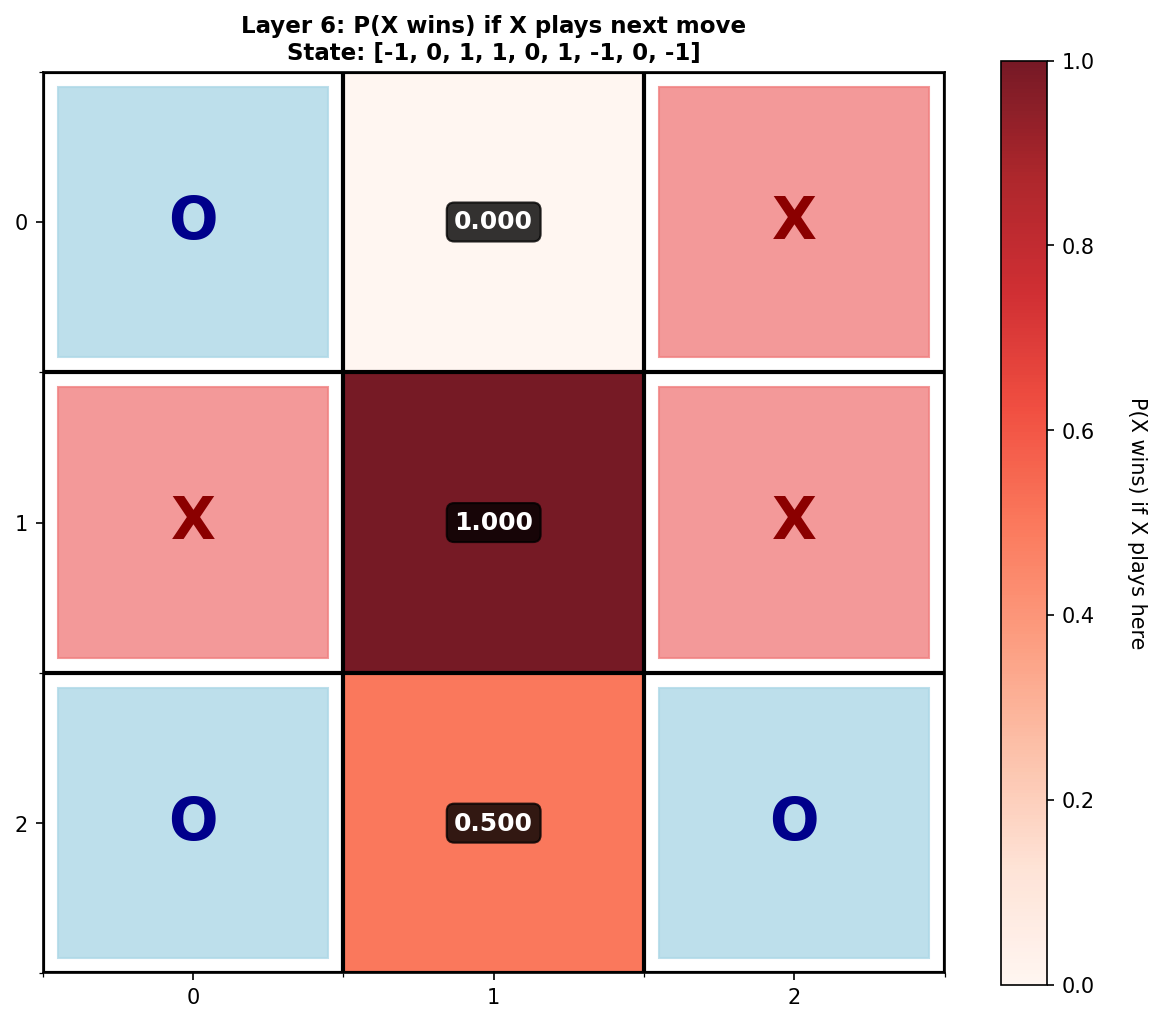 Layer 6: P(X wins) if X plays next move
State: [-1, 0, 1, 1, 0, 1, -1, 0, -1]
O
0.000
X
X
1.000
X
O
0.500
O
0
1
2
0
1
2
1.0
0.8
0.6
0.4
0.2
0.0
P(X wins) if X plays here